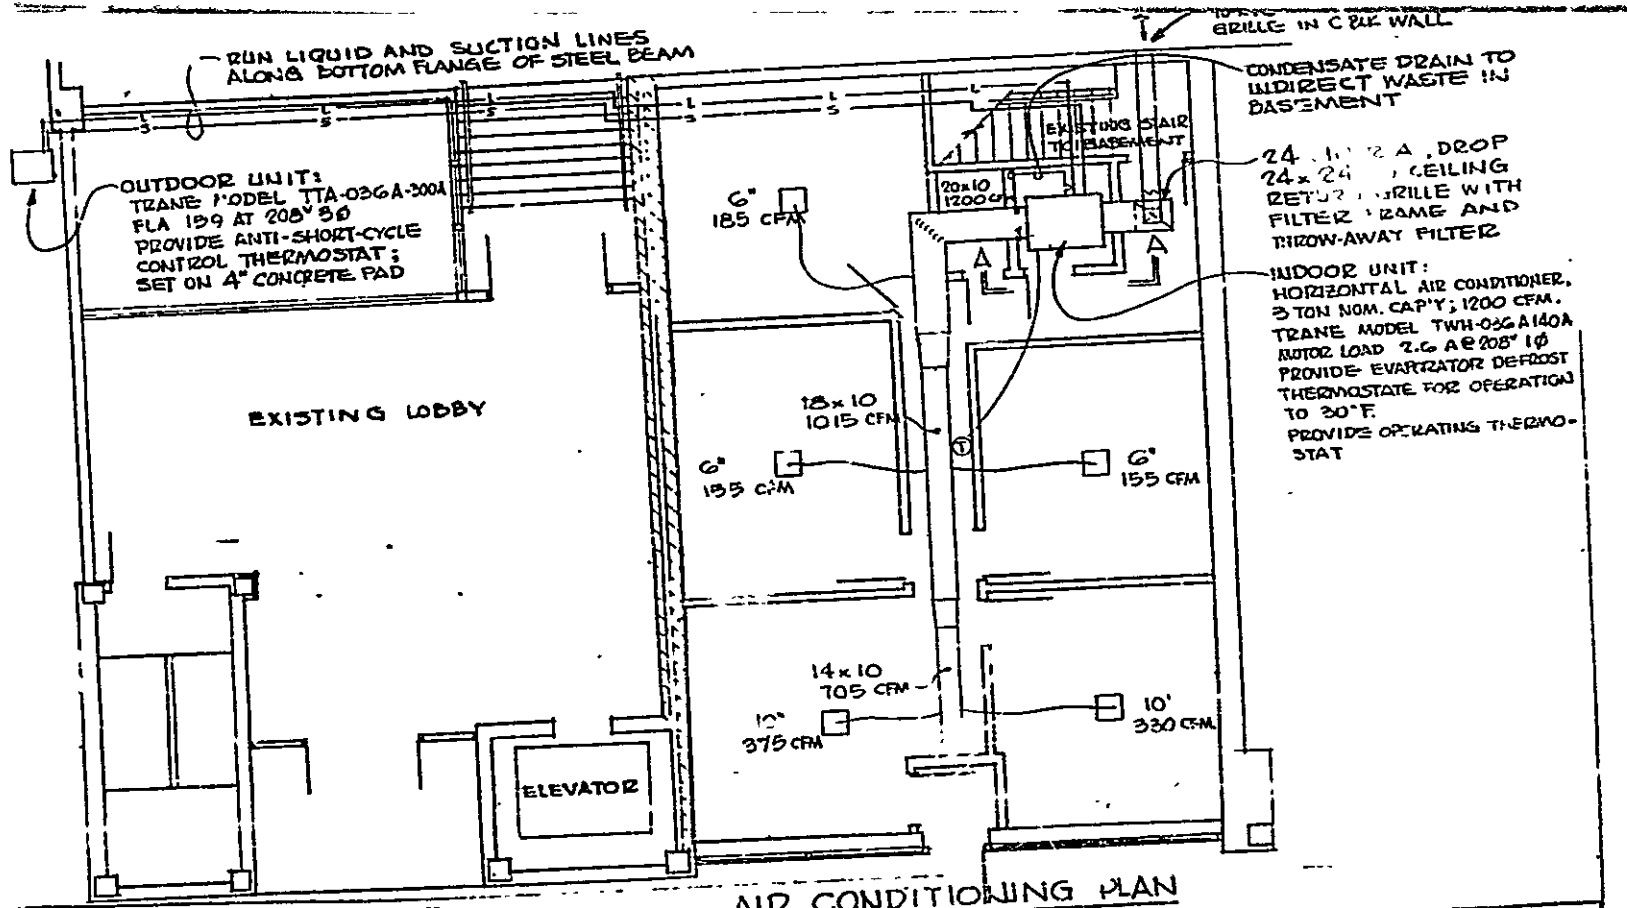 RUN LIQUID AND SUCTION LINES
ALONG BOTTOM FLANGE OF STEEL BEAM
GRILLE IN WALL
CONDENSATE DRAIN TO
INDIRECT WASTE IN
BASEMENT
EXISTING STAIR
TO BASEMENT
24 DROP
24 x 24 CEILING
GRILLE WITH
FILTER FRAME AND
THROW-AWAY FILTER
OUTDOOR UNIT:
TRANE MODEL TTA-036A-300A
FLA 159 AT 208V 3Ø
PROVIDE ANTI-SHORT-CYCLE
CONTROL THERMOSTAT;
SET ON 4" CONCRETE PAD
L
S
L
S
L
S
L
S
L
6"
185 CFM
20x10
1200
A
A
INDOOR UNIT:
HORIZONTAL AIR CONDITIONER,
3 TON NOM. CAP'Y; 1200 CFM.
TRANE MODEL TWH-036A140A
MOTOR LOAD 2.6 A@208V 1Ø
PROVIDE EVAPRZATOR DEFROST
THERMOSTATE FOR OPERATION
TO 30°F.
PROVIDE OPERATING THERMO-
STAT
EXISTING LOBBY
18x10
1015 CFM
T
6"
155 CFM
6"
155 CFM
14x10
705 CFM
10"
375 CFM
10'
330 CFM
ELEVATOR
AIR CONDITIONING PLAN